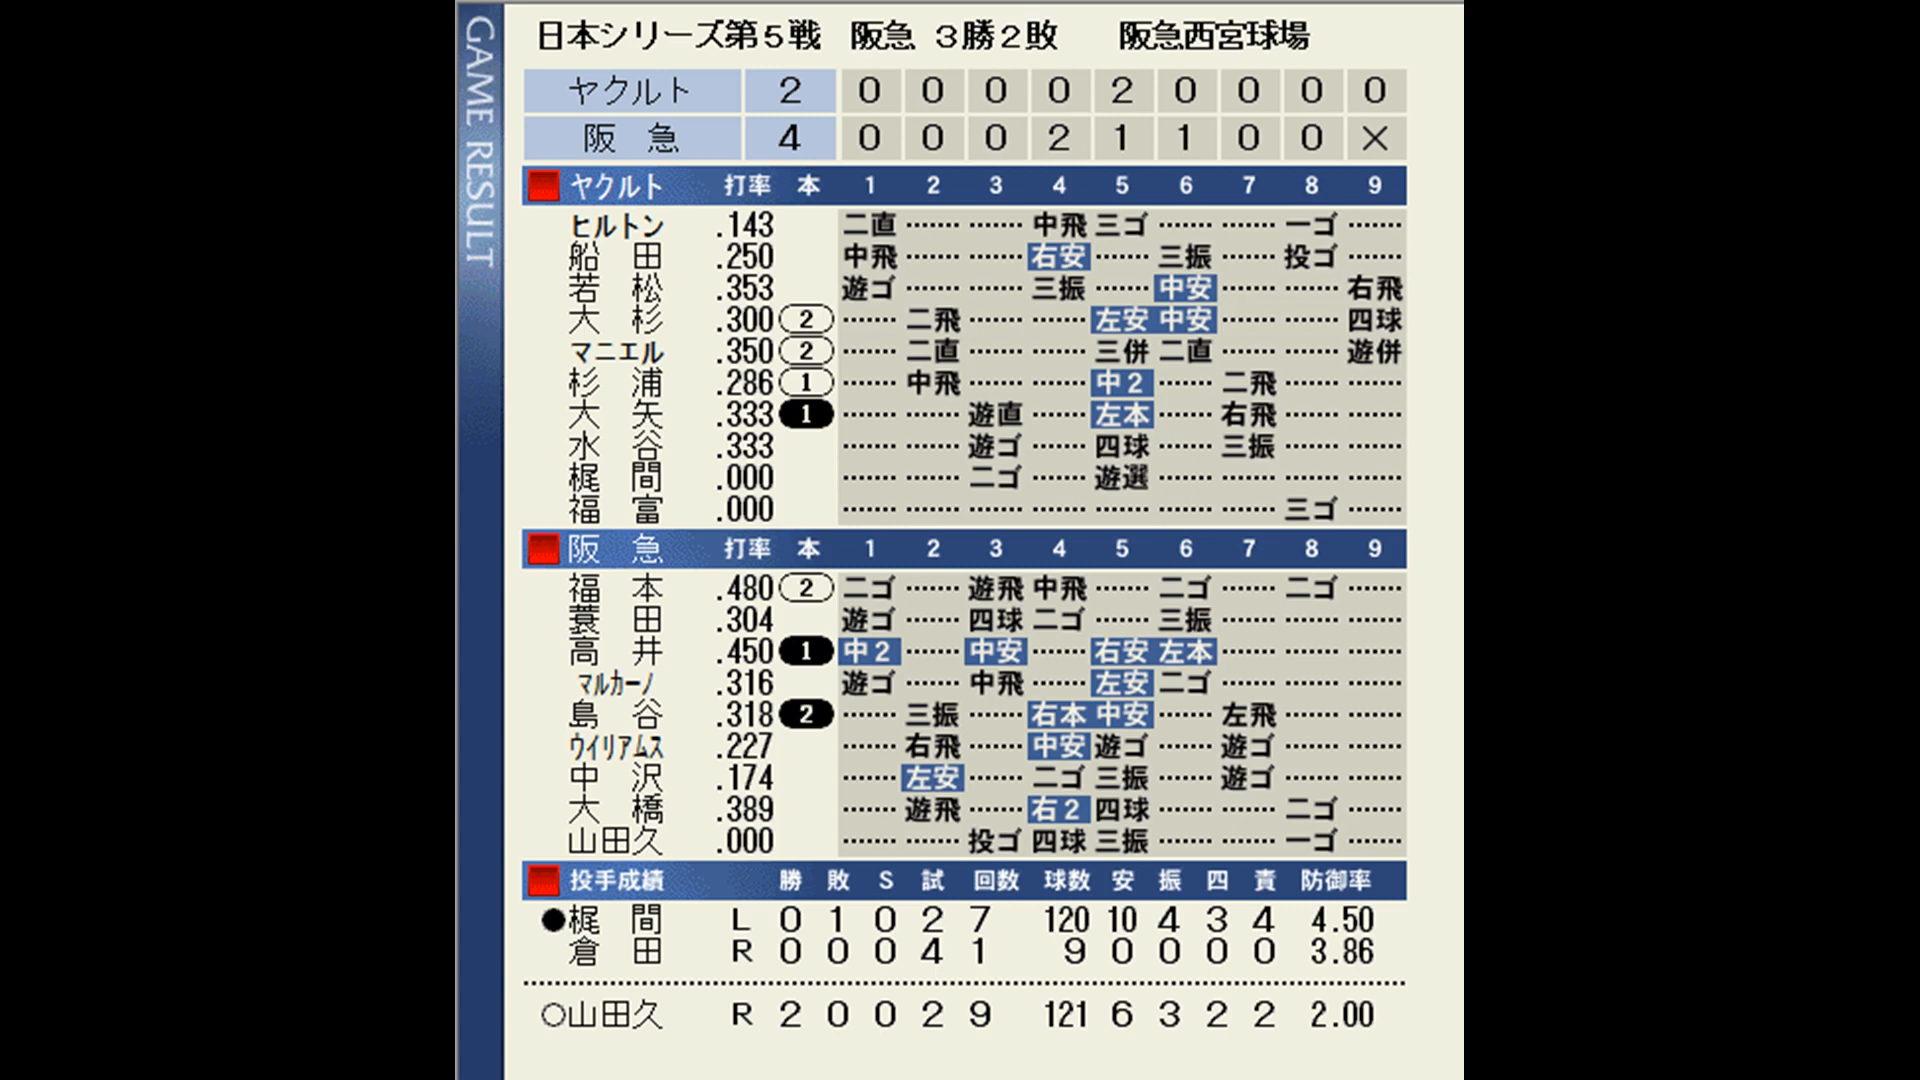 GAME RESULT
日本シリーズ第5戦 阪急 3勝2敗 阪急西宮球場
ヤクルト 2 0 0 0 0 2 0 0 0 0
阪急 4 0 0 0 2 1 1 0 0 ×
ヤクルト 打率 本 1 2 3 4 5 6 7 8 9
ヒルトン .143 二直 …… …… 中飛 三ゴ …… …… 一ゴ ……
船田 .250 中飛 …… …… 右安 …… 三振 …… 投ゴ ……
若松 .353 遊ゴ …… …… 三振 …… 中安 …… …… 右飛
大杉 .300 2 …… 二飛 …… …… 左安 中安 …… …… 四球
マニエル .350 2 …… 二直 …… …… 三併 二直 …… …… 遊併
杉浦 .286 1 …… 中飛 …… …… 中2 …… 二飛 …… ……
大矢 .333 1 …… …… 遊直 …… 左本 …… 右飛 …… ……
水谷 .333 …… …… 遊ゴ …… 四球 …… 三振 …… ……
梶間 .000 …… …… 二ゴ …… 遊選 …… …… …… ……
福富 .000 …… …… …… …… …… …… …… 三ゴ ……
阪急 打率 本 1 2 3 4 5 6 7 8 9
福本 .480 2 二ゴ …… 遊飛 中飛 …… 二ゴ …… 二ゴ ……
蓑田 .304 遊ゴ …… 四球 二ゴ …… 三振 …… …… ……
高井 .450 1 中2 …… 中安 …… 右安 左本 …… …… ……
マルカーノ .316 遊ゴ …… 中飛 …… 左安 二ゴ …… …… ……
島谷 .318 2 …… 三振 …… 右本 中安 …… 左飛 …… ……
ウイリアムス .227 …… 右飛 …… 中安 遊ゴ …… 遊ゴ …… ……
中沢 .174 …… 左安 …… 二ゴ 三振 …… 遊ゴ …… ……
大橋 .389 …… 遊飛 …… 右2 四球 …… …… 二ゴ ……
山田久 .000 …… …… 投ゴ 四球 三振 …… …… 一ゴ ……
投手成績 勝 敗 S 試 回数 球数 安 振 四 責 防御率
●梶間 L 0 1 0 2 7 120 10 4 3 4 4.50
倉田 R 0 0 0 4 1 9 0 0 0 0 3.86
○山田久 R 2 0 0 2 9 121 6 3 2 2 2.00